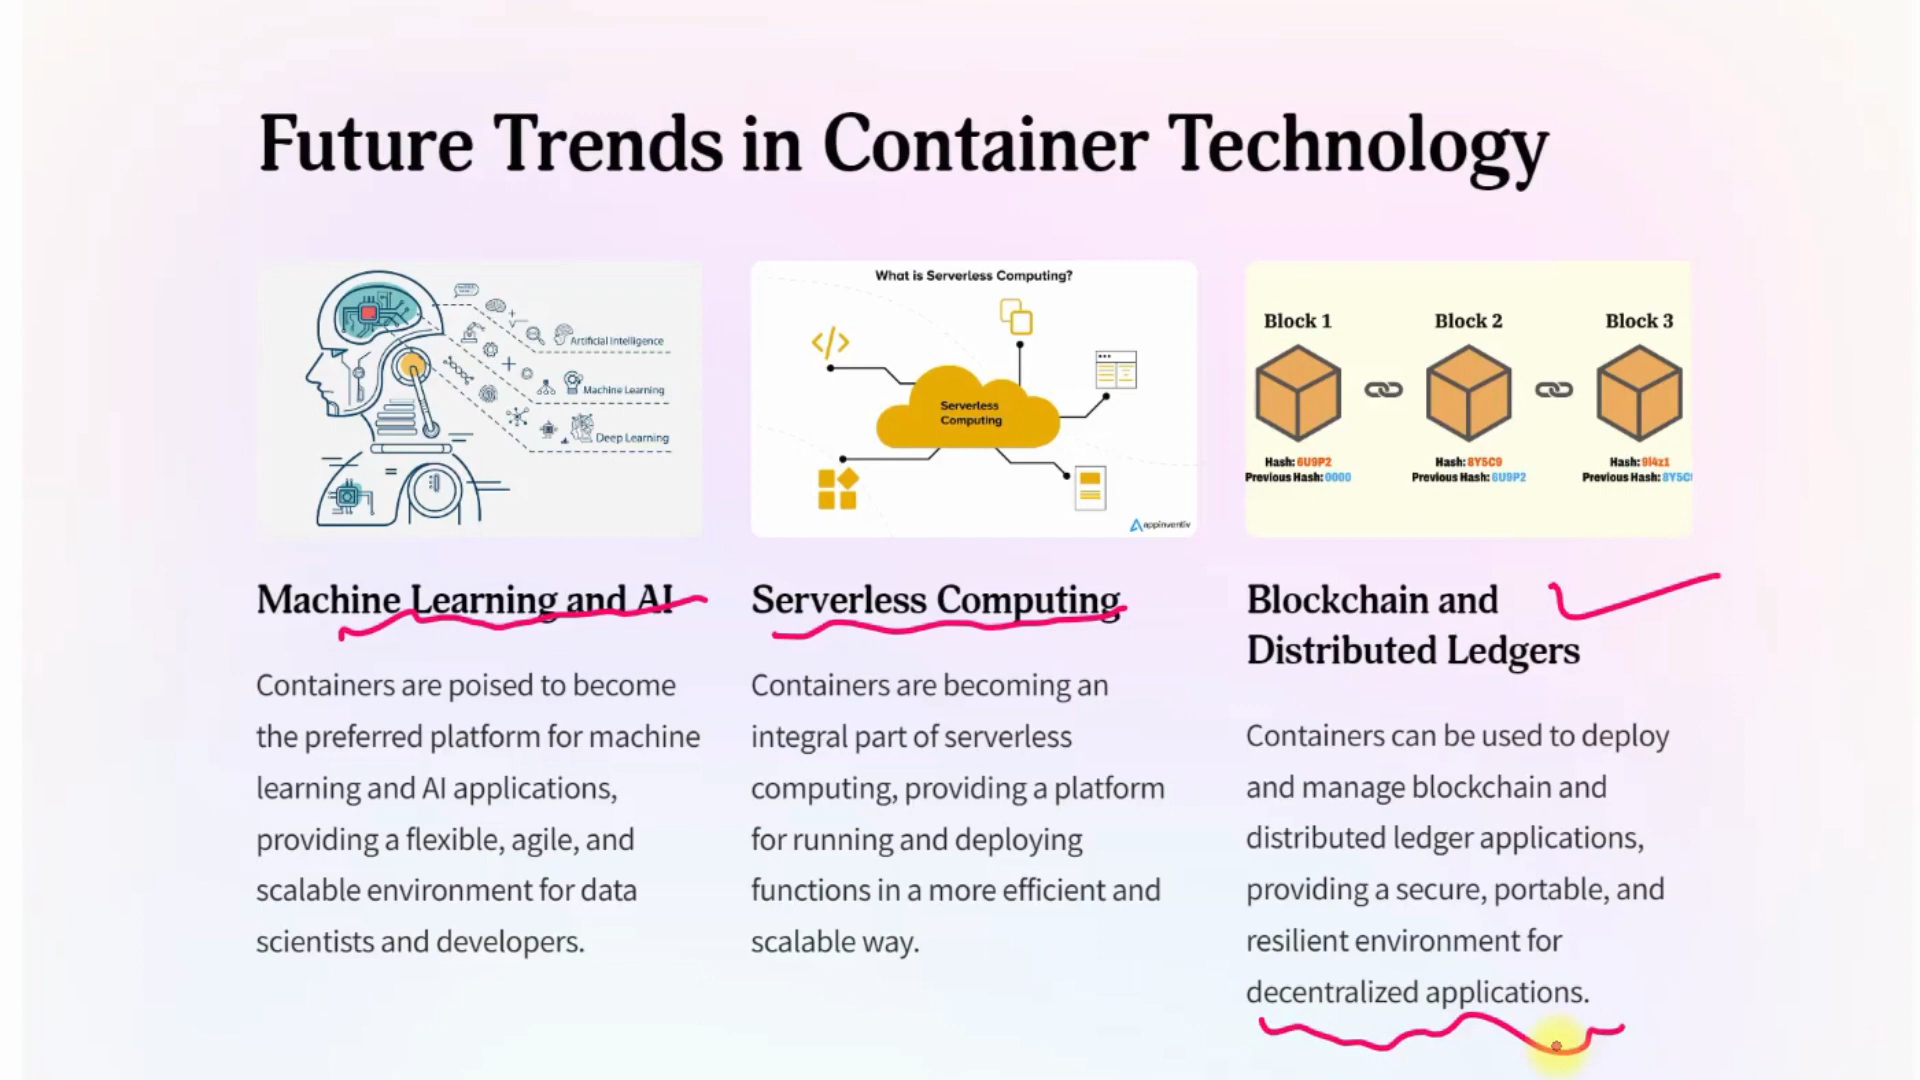 Future Trends in Container Technology
Artificial Intelligence
Machine Learning
Deep Learning
What is Serverless Computing?
</>
Serverless
Computing
appinventiv
Block 1
Block 2
Block 3
Hash: 6U9P2
Previous Hash: 0000
Hash: 8Y5C9
Previous Hash: 6U9P2
Hash: 9I4z1
Previous Hash: 8Y5C
Machine Learning and AI
Containers are poised to become
the preferred platform for machine
learning and AI applications,
providing a flexible, agile, and
scalable environment for data
scientists and developers.
Serverless Computing
Containers are becoming an
integral part of serverless
computing, providing a platform
for running and deploying
functions in a more efficient and
scalable way.
Blockchain and
Distributed Ledgers
Containers can be used to deploy
and manage blockchain and
distributed ledger applications,
providing a secure, portable, and
resilient environment for
decentralized applications.